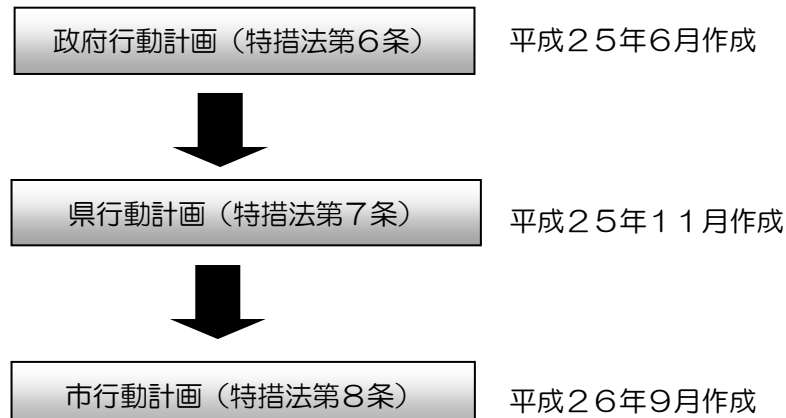 政府行動計画（特措法第６条） 平成２５年６月作成
県行動計画（特措法第７条） 平成２５年１１月作成
市行動計画（特措法第８条） 平成２６年９月作成